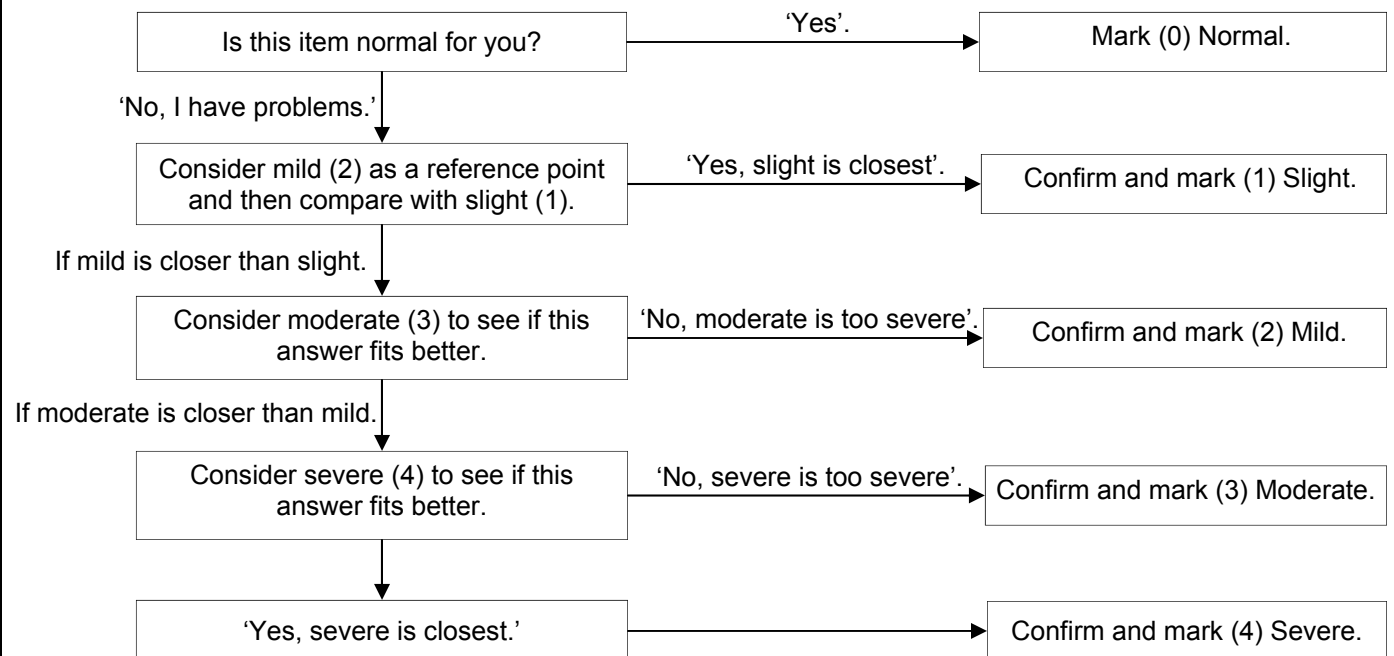 Is this item normal for you?
‘Yes’.
Mark (0) Normal.
‘No, I have problems.’
Consider mild (2) as a reference point
and then compare with slight (1).
‘Yes, slight is closest’.
Confirm and mark (1) Slight.
If mild is closer than slight.
Consider moderate (3) to see if this
answer fits better.
‘No, moderate is too severe’.
Confirm and mark (2) Mild.
If moderate is closer than mild.
Consider severe (4) to see if this
answer fits better.
‘No, severe is too severe’.
Confirm and mark (3) Moderate.
‘Yes, severe is closest.’
Confirm and mark (4) Severe.